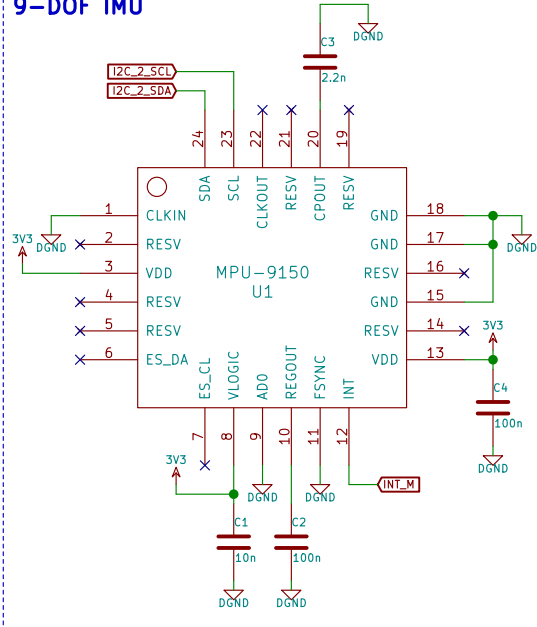 9-DOF IMU
DGND
C3
2.2n
I2C_2_SCL
I2C_2_SDA
24
23
22
21
20
19
SDA
SCL
CLKOUT
RESV
CPOUT
RESV
1
CLKIN
GND
18
3V3
DGND
2
RESV
GND
17
DGND
3
VDD
MPU-9150
RESV
16
U1
4
RESV
GND
15
5
RESV
RESV
14
3V3
6
ES_DA
VDD
13
C4
100n
DGND
ES_CL
VLOGIC
AD0
REGOUT
FSYNC
INT
7
8
9
10
11
12
3V3
DGND
DGND
INT_M
C1
10n
C2
100n
DGND
DGND